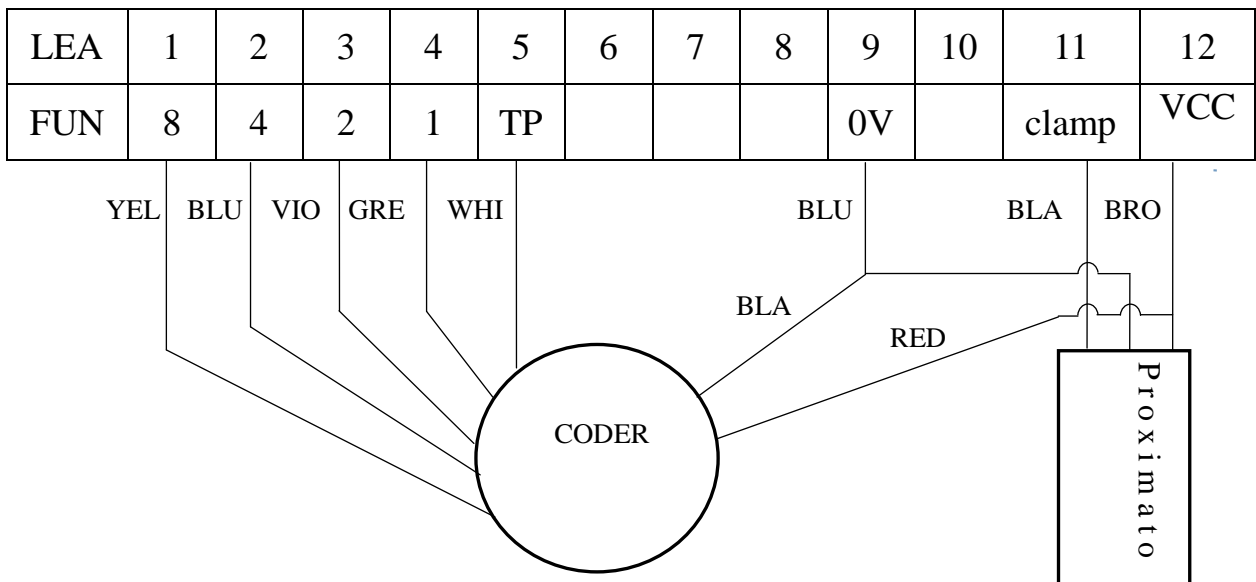 LEA 1 2 3 4 5 6 7 8 9 10 11 12
FUN 8 4 2 1 TP 0V clamp VCC
YEL BLU VIO GRE WHI BLU BLA BRO
BLA
RED
CODER
Proximato